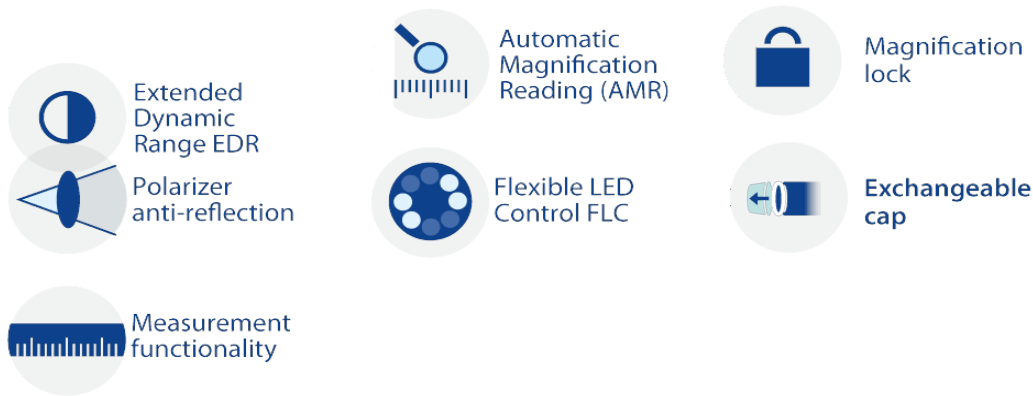 Extended
Dynamic
Range EDR
Automatic
Magnification
Reading (AMR)
Magnification
lock
Polarizer
anti-reflection
Flexible LED
Control FLC
Exchangeable
cap
Measurement
functionality